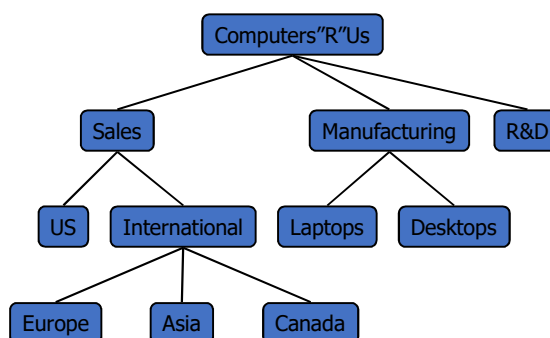 Computers”R”Us
Sales
Manufacturing
R&D
US
International
Laptops
Desktops
Europe
Asia
Canada